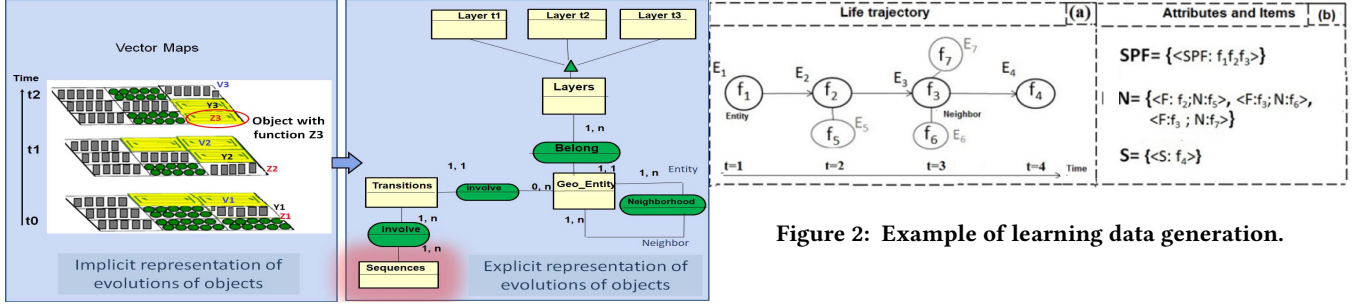 Vector Maps
Time
t2
t1
t0
V3
Y3
Z3
Object with
function Z3
V2
Y2
Z2
V1
Y1
Z1
Implicit representation of
evolutions of objects
Layer t1
Layer t2
Layer t3
Layers
1, n
Belong
1, 1
1, 1
Transitions
involve
0, n
Geo_Entity
1, n
Entity
Neighborhood
1, n
Neighbor
1, n
Involve
1, n
Sequences
Explicit representation of
evolutions of objects
Life trajectory
(a)
E1
f1
Entity
E2
f2
f5
E5
E3
f3
Neighbor
f7
E7
f6
E6
E4
f4
t=1
t=2
t=3
t=4
Time
Attributes and Items
(b)
SPF= {<SPF: f1f2f3>}
N= {<F: f2;N:f5>, <F:f3; N:f6>,
<F:f3 ; N:f7>}
S= {<S: f4>}
Figure 2: Example of learning data generation.